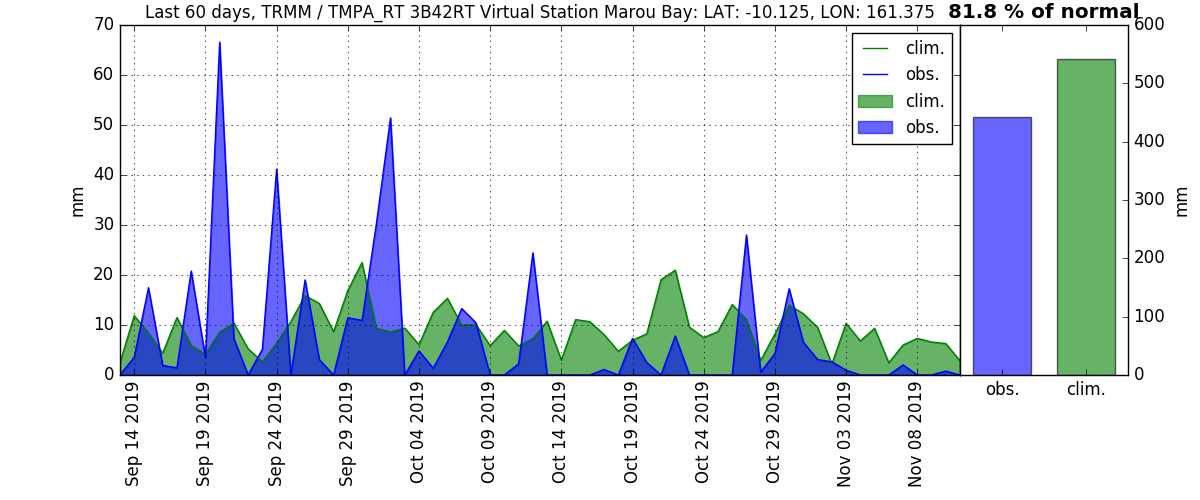 Last 60 days, TRMM / TMPA_RT 3B42RT Virtual Station Marou Bay: LAT: -10.125, LON: 161.375 81.8 % of normal
clim.
obs.
clim.
obs.
mm
70
60
50
40
30
20
10
0
Sep 14 2019
Sep 19 2019
Sep 24 2019
Sep 29 2019
Oct 04 2019
Oct 09 2019
Oct 14 2019
Oct 19 2019
Oct 24 2019
Oct 29 2019
Nov 03 2019
Nov 08 2019
600
500
400
300
200
100
0
mm
obs. clim.